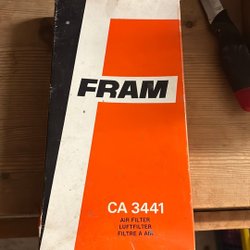 FRAM
CA 3441
AIR FILTER
LUFTFILTER
FILTRE A AIR